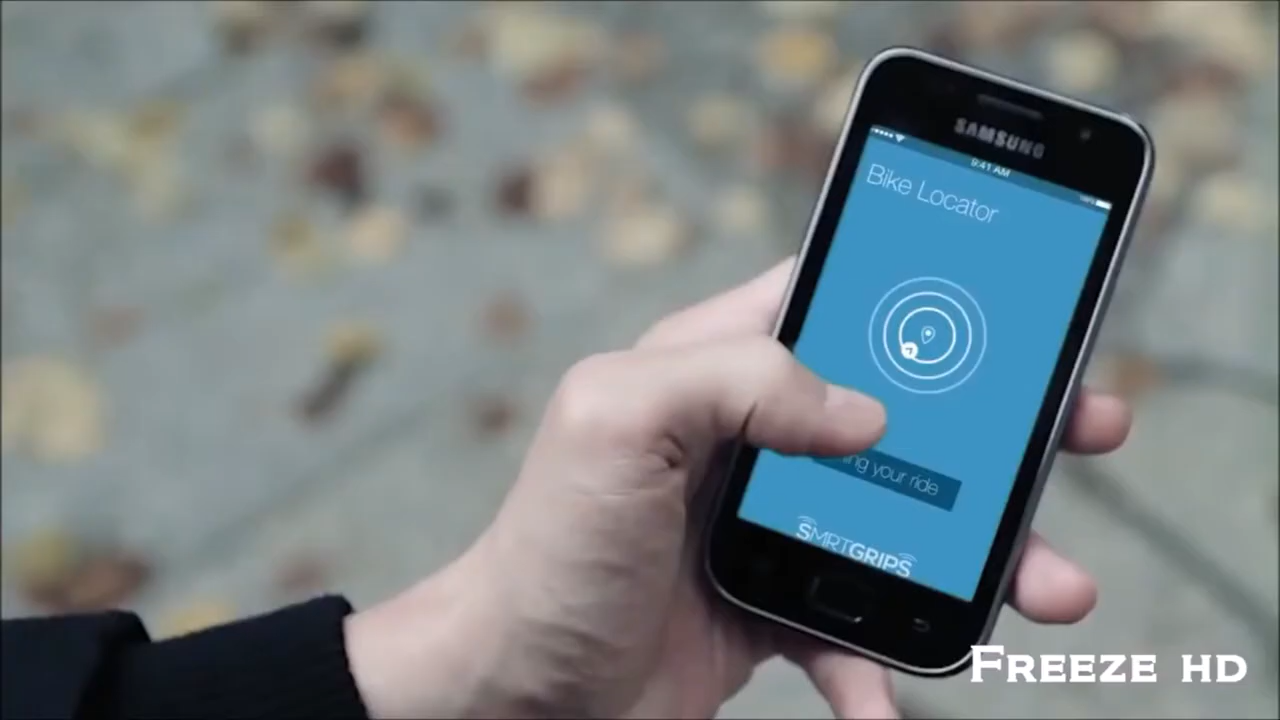 SAMSUNG
9:41 AM
Bike Locator
your ride
SMRTGRIPS
FREEZE HD